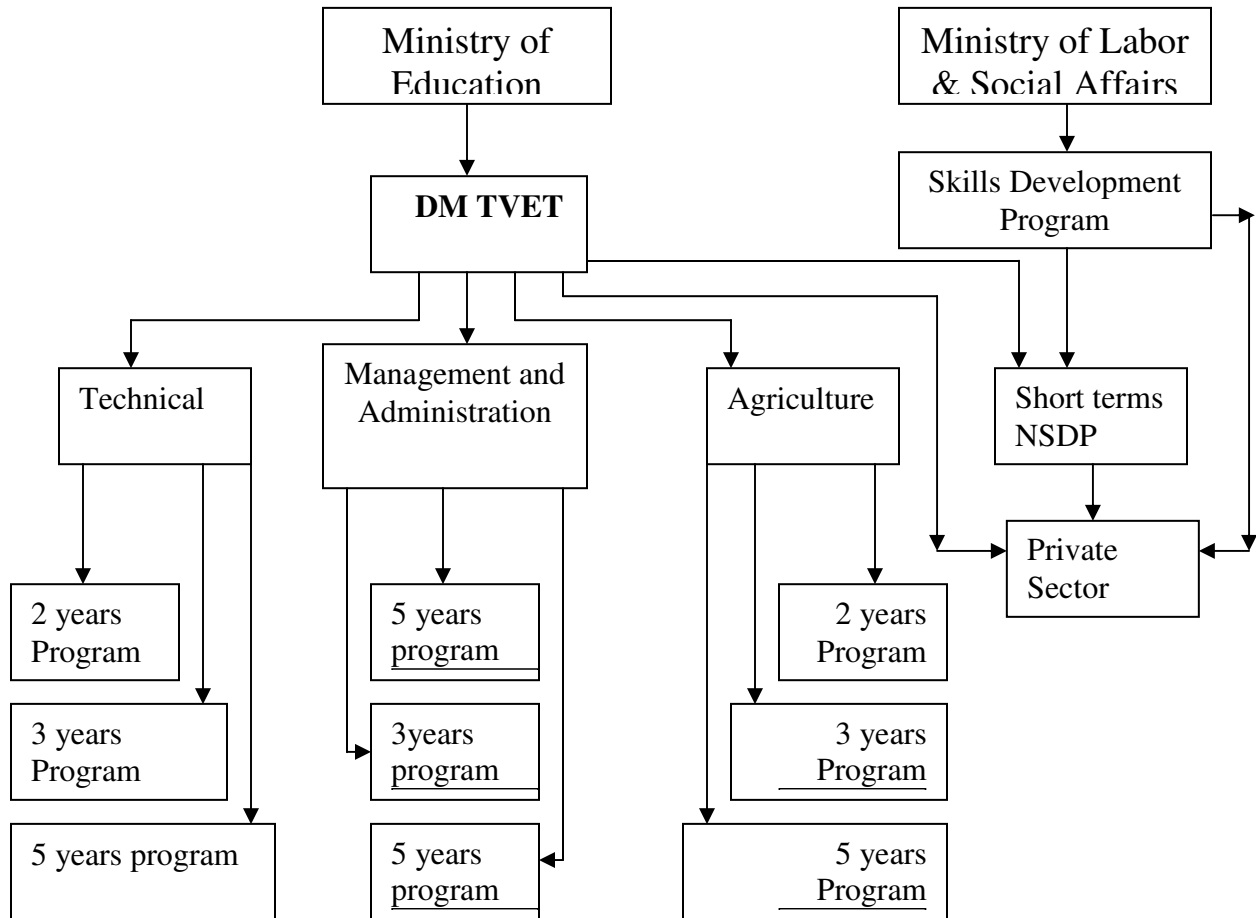 Ministry of
Education
Ministry of Labor
& Social Affairs
DM TVET
Skills Development
Program
Technical
Management and
Administration
Agriculture
Short terms
NSDP
Private
Sector
2 years
Program
5 years
program
2 years
Program
3 years
Program
3years
program
3 years
Program
5 years program
5 years
program
5 years
Program